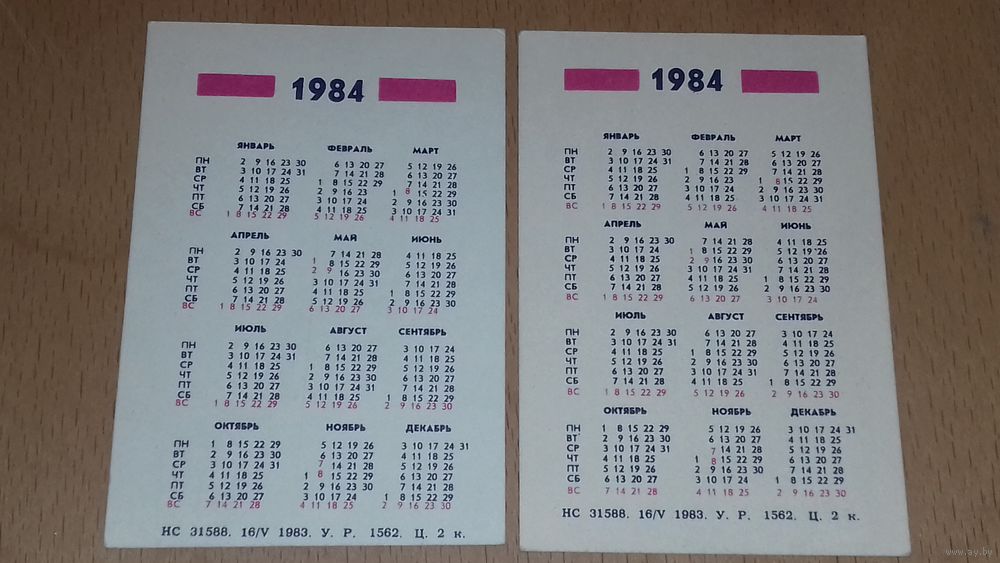 1984
ЯНВАРЬ ФЕВРАЛЬ МАРТ
ПН 2 9 16 23 30 6 13 20 27 5 12 19 26
ВТ 3 10 17 24 31 7 14 21 28 6 13 20 27
СР 4 11 18 25 1 8 15 22 29 7 14 21 28
ЧТ 5 12 19 26 2 9 16 23 1 8 15 22 29
ПТ 6 13 20 27 3 10 17 24 2 9 16 23 30
СБ 7 14 21 28 4 11 18 25 3 10 17 24 31
ВС 1 8 15 22 29 5 12 19 26 4 11 18 25
АПРЕЛЬ МАЙ ИЮНЬ
ПН 2 9 16 23 30 7 14 21 28 4 11 18 25
ВТ 3 10 17 24 1 8 15 22 29 5 12 19 26
СР 4 11 18 25 2 9 16 23 30 6 13 20 27
ЧТ 5 12 19 26 3 10 17 24 31 7 14 21 28
ПТ 6 13 20 27 4 11 18 25 1 8 15 22 29
СБ 7 14 21 28 5 12 19 26 2 9 16 23 30
ВС 1 8 15 22 29 6 13 20 27 3 10 17 24
ИЮЛЬ АВГУСТ СЕНТЯБРЬ
ПН 2 9 16 23 30 6 13 20 27 3 10 17 24
ВТ 3 10 17 24 31 7 14 21 28 4 11 18 25
СР 4 11 18 25 1 8 15 22 29 5 12 19 26
ЧТ 5 12 19 26 2 9 16 23 30 6 13 20 27
ПТ 6 13 20 27 3 10 17 24 31 7 14 21 28
СБ 7 14 21 28 4 11 18 25 1 8 15 22 29
ВС 1 8 15 22 29 5 12 19 26 2 9 16 23 30
ОКТЯБРЬ НОЯБРЬ ДЕКАБРЬ
ПН 1 8 15 22 29 5 12 19 26 3 10 17 24 31
ВТ 2 9 16 23 30 6 13 20 27 4 11 18 25
СР 3 10 17 24 31 7 14 21 28 5 12 19 26
ЧТ 4 11 18 25 1 8 15 22 29 6 13 20 27
ПТ 5 12 19 26 2 9 16 23 30 7 14 21 28
СБ 6 13 20 27 3 10 17 24 1 8 15 22 29
ВС 7 14 21 28 4 11 18 25 2 9 16 23 30
НС 31588. 16/V 1983. У. Р. 1562. Ц. 2 к.
1984
ЯНВАРЬ ФЕВРАЛЬ МАРТ
ПН 2 9 16 23 30 6 13 20 27 5 12 19 26
ВТ 3 10 17 24 31 7 14 21 28 6 13 20 27
СР 4 11 18 25 1 8 15 22 29 7 14 21 28
ЧТ 5 12 19 26 2 9 16 23 1 8 15 22 29
ПТ 6 13 20 27 3 10 17 24 2 9 16 23 30
СБ 7 14 21 28 4 11 18 25 3 10 17 24 31
ВС 1 8 15 22 29 5 12 19 26 4 11 18 25
АПРЕЛЬ МАЙ ИЮНЬ
ПН 2 9 16 23 30 7 14 21 28 4 11 18 25
ВТ 3 10 17 24 1 8 15 22 29 5 12 19 26
СР 4 11 18 25 2 9 16 23 30 6 13 20 27
ЧТ 5 12 19 26 3 10 17 24 31 7 14 21 28
ПТ 6 13 20 27 4 11 18 25 1 8 15 22 29
СБ 7 14 21 28 5 12 19 26 2 9 16 23 30
ВС 1 8 15 22 29 6 13 20 27 3 10 17 24
ИЮЛЬ АВГУСТ СЕНТЯБРЬ
ПН 2 9 16 23 30 6 13 20 27 3 10 17 24
ВТ 3 10 17 24 31 7 14 21 28 4 11 18 25
СР 4 11 18 25 1 8 15 22 29 5 12 19 26
ЧТ 5 12 19 26 2 9 16 23 30 6 13 20 27
ПТ 6 13 20 27 3 10 17 24 31 7 14 21 28
СБ 7 14 21 28 4 11 18 25 1 8 15 22 29
ВС 1 8 15 22 29 5 12 19 26 2 9 16 23 30
ОКТЯБРЬ НОЯБРЬ ДЕКАБРЬ
ПН 1 8 15 22 29 5 12 19 26 3 10 17 24 31
ВТ 2 9 16 23 30 6 13 20 27 4 11 18 25
СР 3 10 17 24 31 7 14 21 28 5 12 19 26
ЧТ 4 11 18 25 1 8 15 22 29 6 13 20 27
ПТ 5 12 19 26 2 9 16 23 30 7 14 21 28
СБ 6 13 20 27 3 10 17 24 1 8 15 22 29
ВС 7 14 21 28 4 11 18 25 2 9 16 23 30
НС 31588. 16/V 1983. У. Р. 1562. Ц. 2 к.
www.ay.by